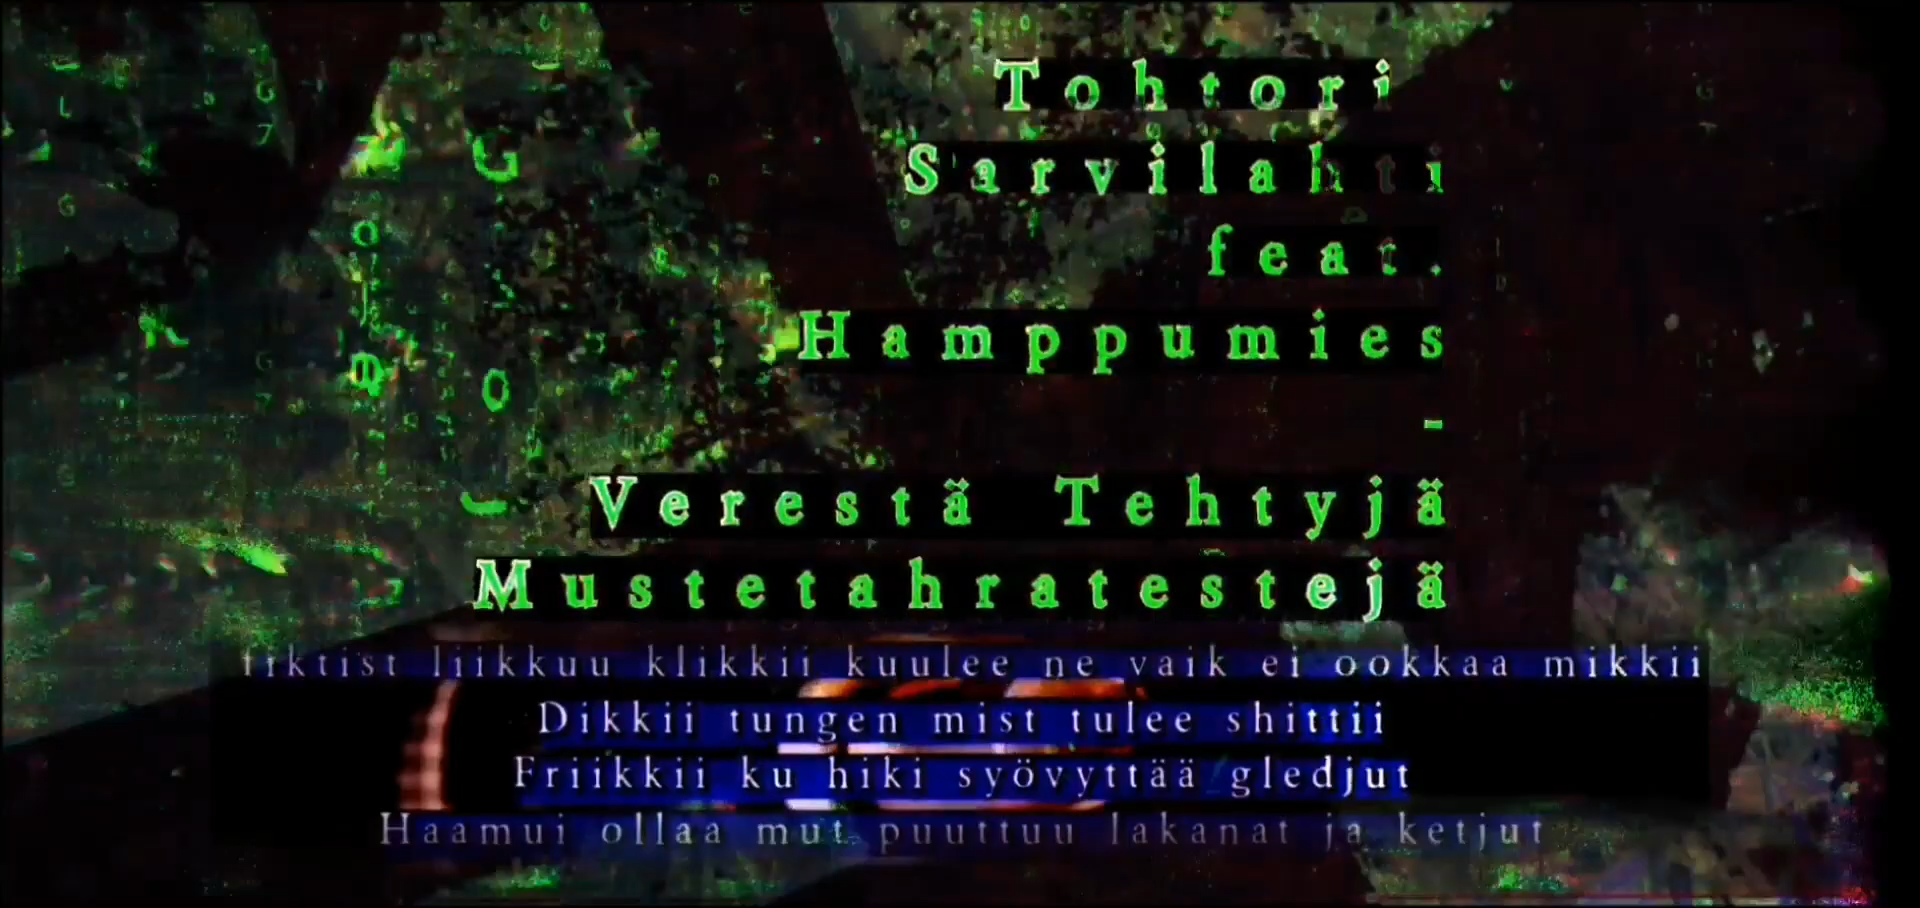 Tohtori
Sarvilahti
feat.
Hamppumies
-
Verestä Tehtyjä
Mustetahratestejä
liikkuu klikkii kuulee ne vaik ei ookkaa mikkii
Dikkii tungen mist tulee shittii
Friikkii ku hiki syövyttää gledjut
Haamui ollaa mut puuttuu lakanat ja ketjut